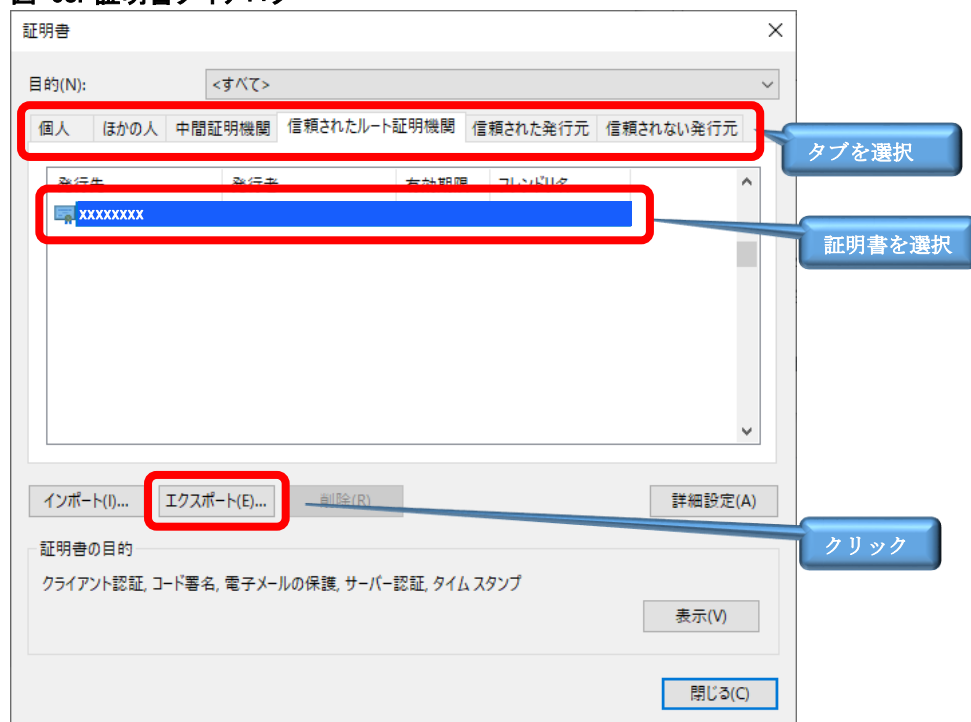 証明書
目的(N): <すべて>
個人 ほかの人 中間証明機関 信頼されたルート証明機関 信頼された発行元 信頼されない発行元
タブを選択
xxxxxxxx
証明書を選択
インポート(I)... エクスポート(E)... 削除(R) 詳細設定(A)
クリック
証明書の目的
クライアント認証, コード署名, 電子メールの保護, サーバー認証, タイム スタンプ
表示(V)
閉じる(C)